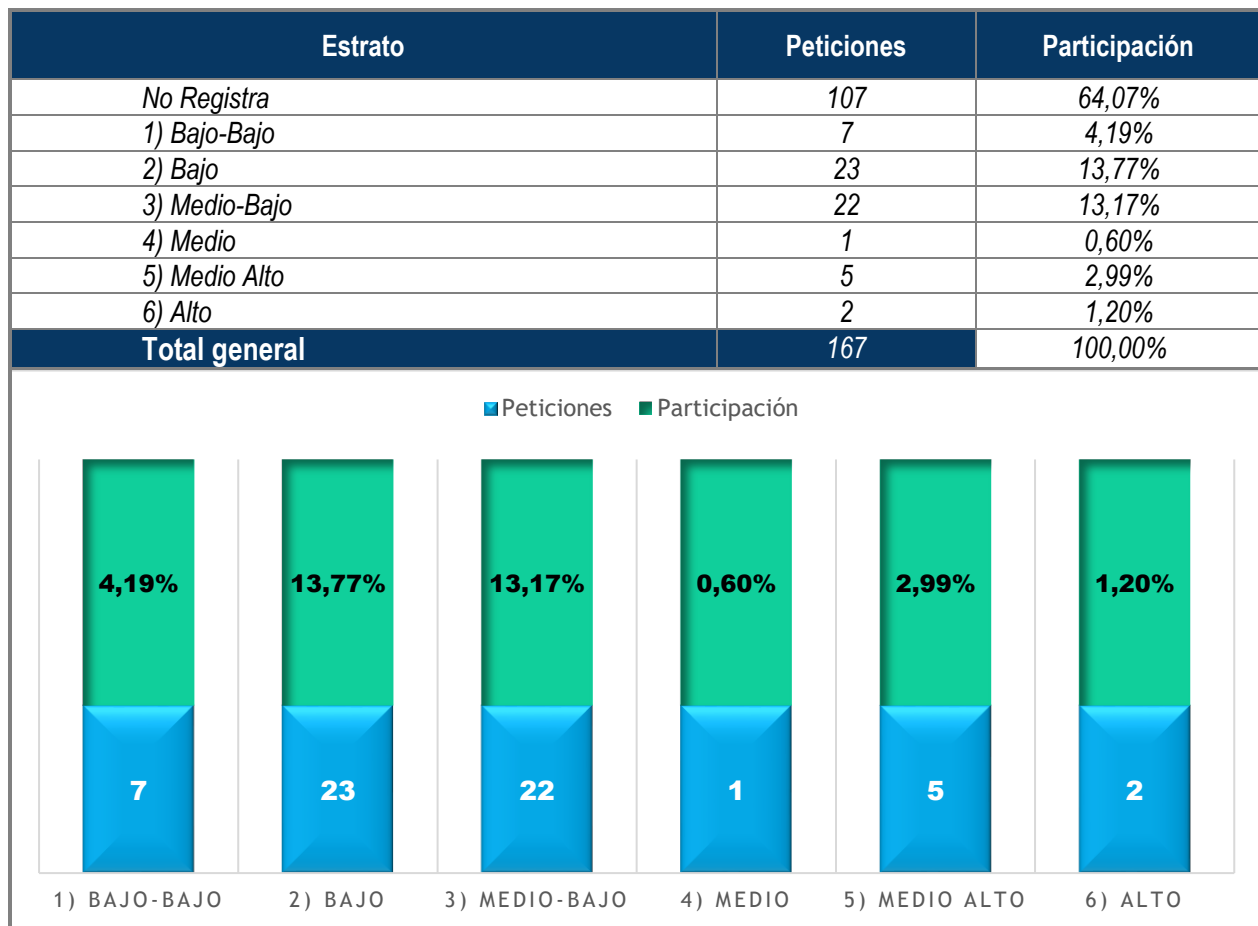 Estrato Peticiones Participación
No Registra 107 64,07%
1) Bajo-Bajo 7 4,19%
2) Bajo 23 13,77%
3) Medio-Bajo 22 13,17%
4) Medio 1 0,60%
5) Medio Alto 5 2,99%
6) Alto 2 1,20%
Total general 167 100,00%
Peticiones Participación
4,19% 13,77% 13,17% 0,60% 2,99% 1,20%
7 23 22 1 5 2
1) BAJO-BAJO 2) BAJO 3) MEDIO-BAJO 4) MEDIO 5) MEDIO ALTO 6) ALTO